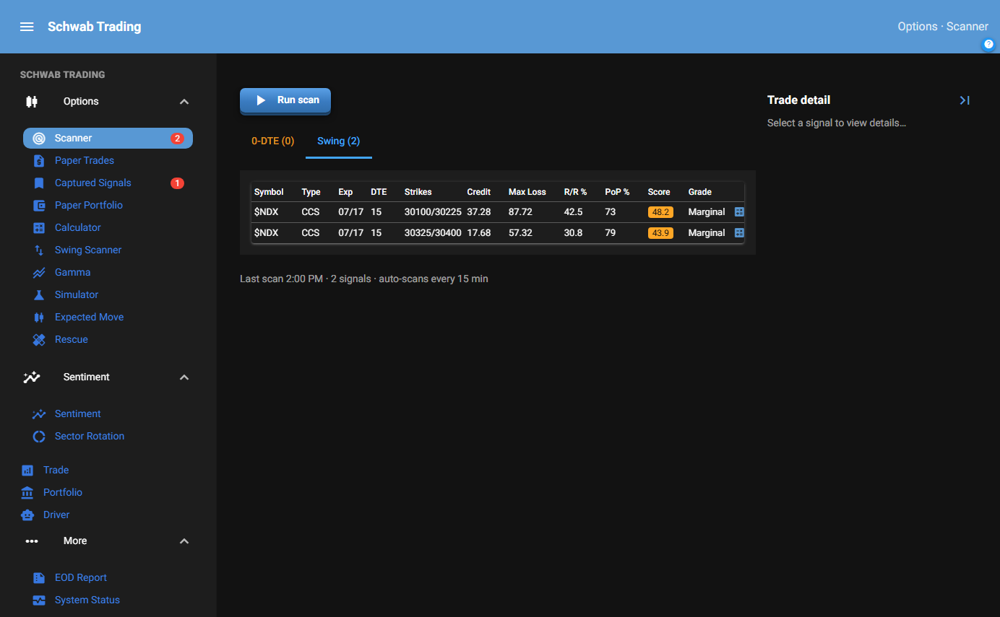 Schwab Trading
Options · Scanner
SCHWAB TRADING
Options
Scanner 2
Paper Trades
Captured Signals 1
Paper Portfolio
Calculator
Swing Scanner
Gamma
Simulator
Expected Move
Rescue
Sentiment
Sentiment
Sector Rotation
Trade
Portfolio
Driver
More
EOD Report
System Status
Run scan
0-DTE (0) Swing (2)
Symbol Type Exp DTE Strikes Credit Max Loss R/R % PoP % Score Grade
$NDX CCS 07/17 15 30100/30225 37.28 87.72 42.5 73 48.2 Marginal
$NDX CCS 07/17 15 30325/30400 17.68 57.32 30.8 79 43.9 Marginal
Last scan 2:00 PM · 2 signals · auto-scans every 15 min
Trade detail
Select a signal to view details…